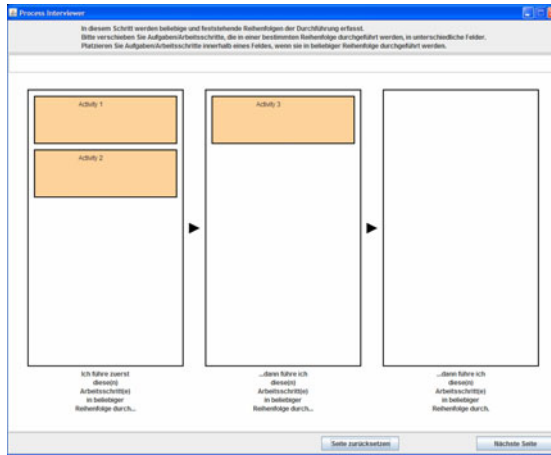 Process Interviewer
In diesem Schritt werden beliebige und feststehende Reihenfolgen der Durchführung erfasst.
Bitte verschieben Sie Aufgaben/Arbeitsschritte, die in einer bestimmten Reihenfolge durchgeführt werden, in unterschiedliche Felder.
Platzieren Sie Aufgaben/Arbeitsschritte innerhalb eines Feldes, wenn sie in beliebiger Reihenfolge durchgeführt werden.
Activity 1
Activity 2
Activity 3
Ich führe zuerst
diese(n)
Arbeitsschritt(e)
in beliebiger
Reihenfolge durch...
...dann führe ich
diese(n)
Arbeitsschritt(e)
in beliebiger
Reihenfolge durch...
...dann führe ich
diese(n)
Arbeitsschritt(e)
in beliebiger
Reihenfolge durch.
Seite zurücksetzen
Nächste Seite